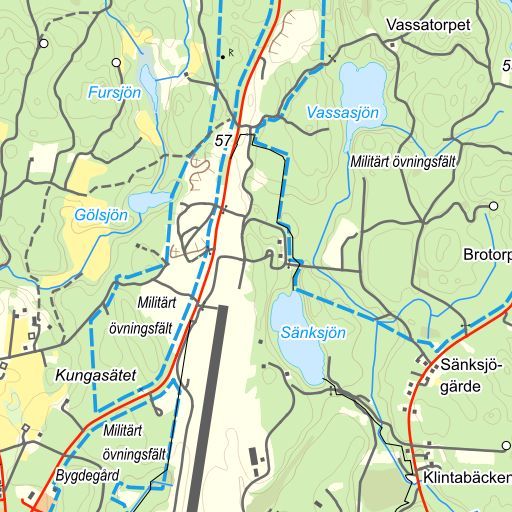 Vassatorpet
R
5
Fursjön
Vassasjön
57
Militärt övningsfält
Gölsjön
Brotorp
Militärt
övningsfält
Sänksjön
Kungasätet
Sänksjö-
gärde
Militärt
övningsfält
Bygdegård
Klintabäcken